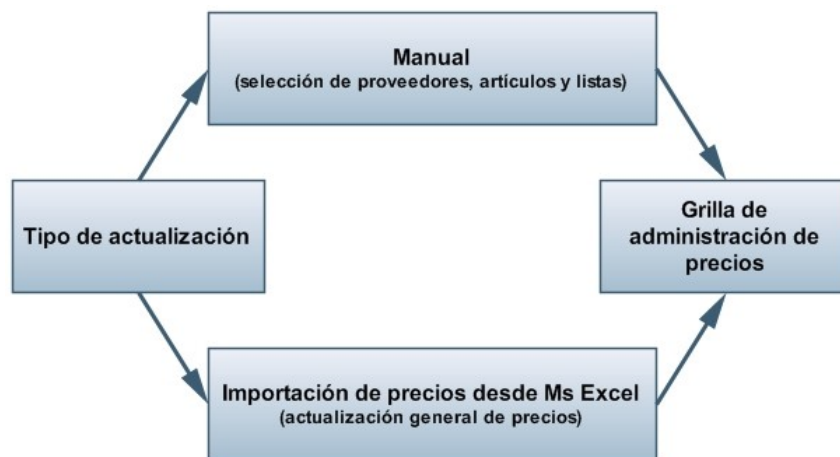 Manual
(selección de proveedores, artículos y listas)
Tipo de actualización
Grilla de
administración de
precios
Importación de precios desde Ms Excel
(actualización general de precios)